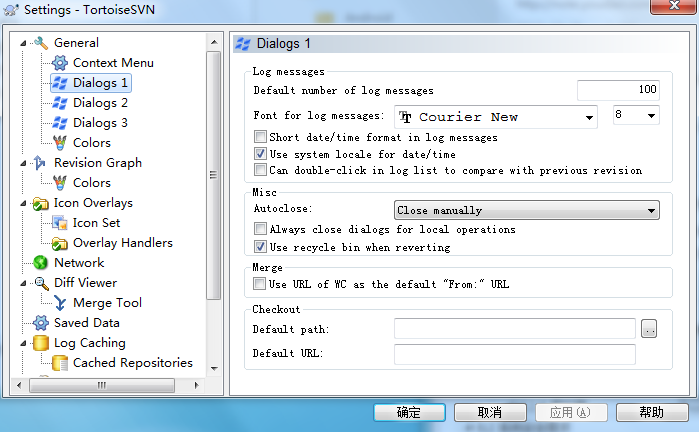 Settings - TortoiseSVN
General
Context Menu
Dialogs 1
Dialogs 2
Dialogs 3
Colors
Revision Graph
Colors
Icon Overlays
Icon Set
Overlay Handlers
Network
Diff Viewer
Merge Tool
Saved Data
Log Caching
Cached Repositories
Dialogs 1
Log messages
Default number of log messages 100
Font for log messages: Courier New 8
Short date/time format in log messages
Use system locale for date/time
Can double-click in log list to compare with previous revision
Misc
Autoclose: Close manually
Always close dialogs for local operations
Use recycle bin when reverting
Merge
Use URL of WC as the default "From:" URL
Checkout
Default path: ..
Default URL:
确定 取消 应用(A) 帮助